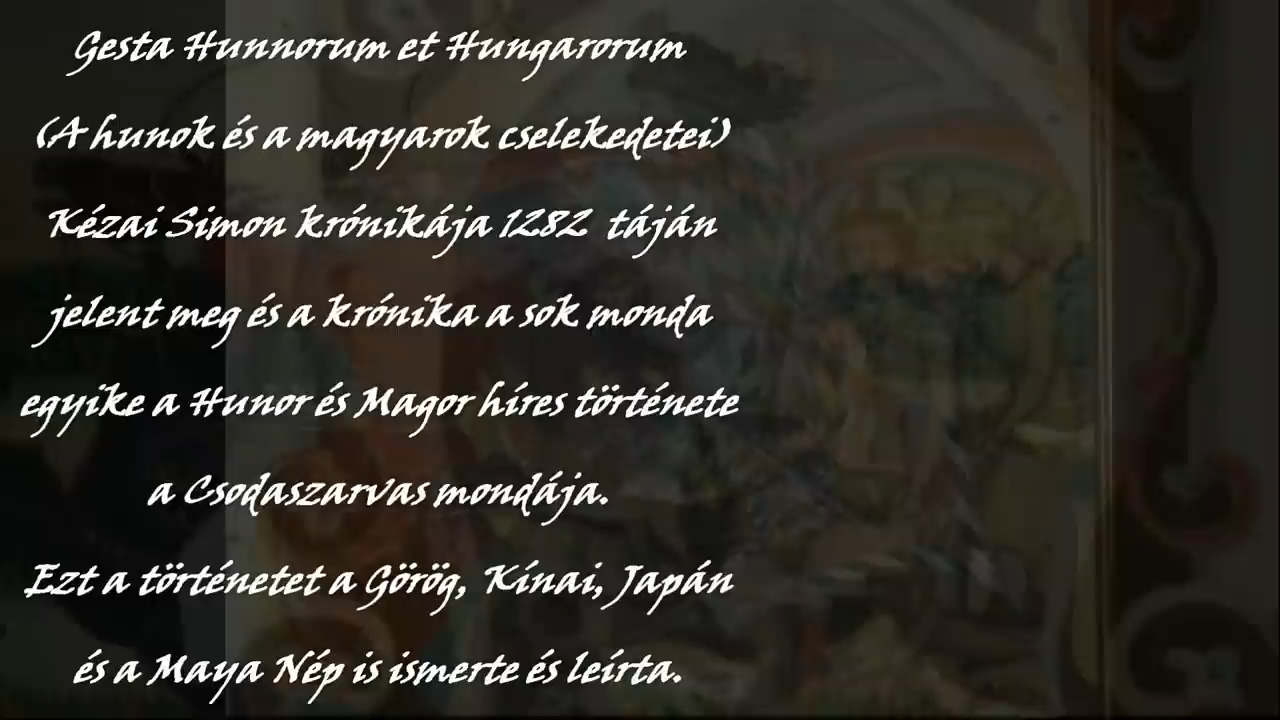 Gesta Hunnorum et Hungarorum
(A hunok és a magyarok cselekedetei)
Kézai Simon krónikája 1282 táján
jelent meg és a krónika a sok monda
egyike a Hunor és Magor híres története
a Csodaszarvas mondája.
Ezt a történetet a Görög, Kínai, Japán
és a Maya Nép is ismerte és leírta.